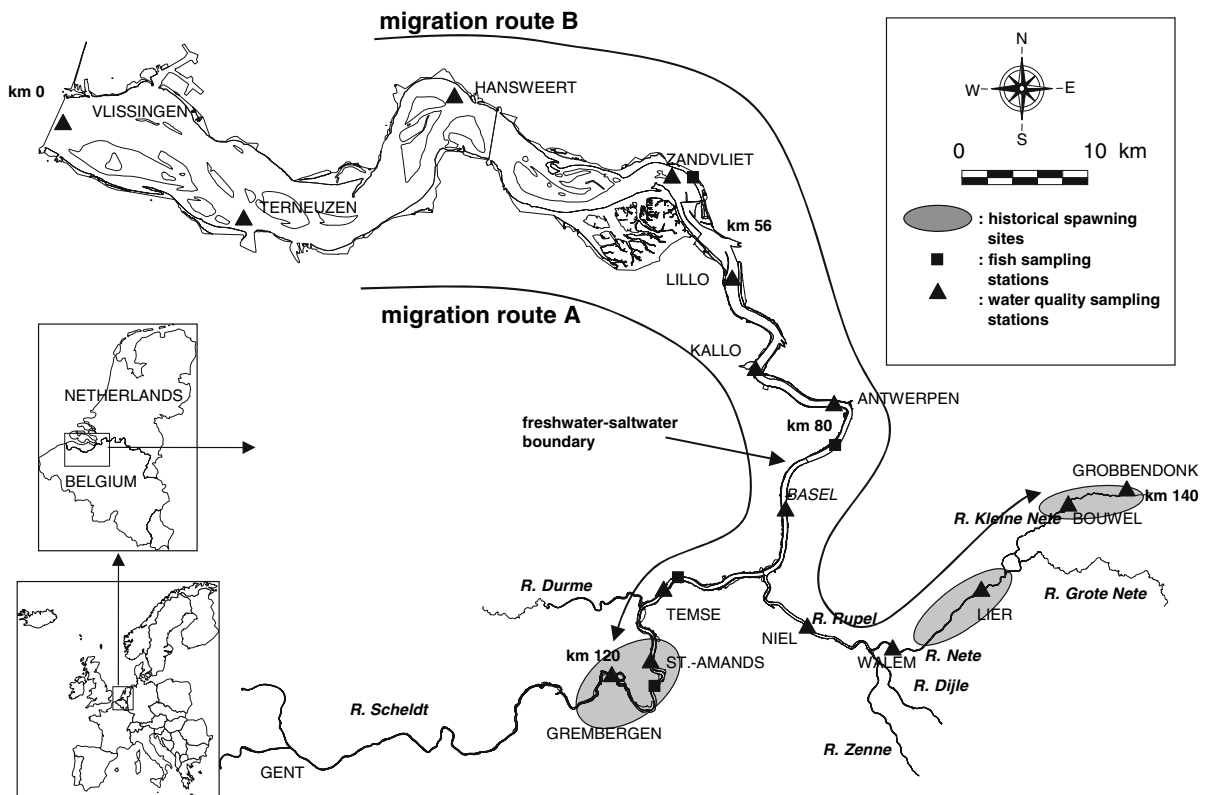 migration route B
km 0
VLISSINGEN
HANSWEERT
TERNEUZEN
ZANDVLIET
km 56
LILLO
migration route A
KALLO
ANTWERPEN
km 80
freshwater-saltwater
boundary
BASEL
GROBBENDONK
km 140
R. Kleine Nete
BOUWEL
R. Grote Nete
R. Durme
TEMSE
R. Rupel
LIER
NIEL
WALEM
R. Nete
R. Dijle
R. Zenne
km 120
ST.-AMANDS
GREMBERGEN
R. Scheldt
GENT
NETHERLANDS
BELGIUM
N
W
E
S
0 10 km
: historical spawning
sites
: fish sampling
stations
: water quality sampling
stations